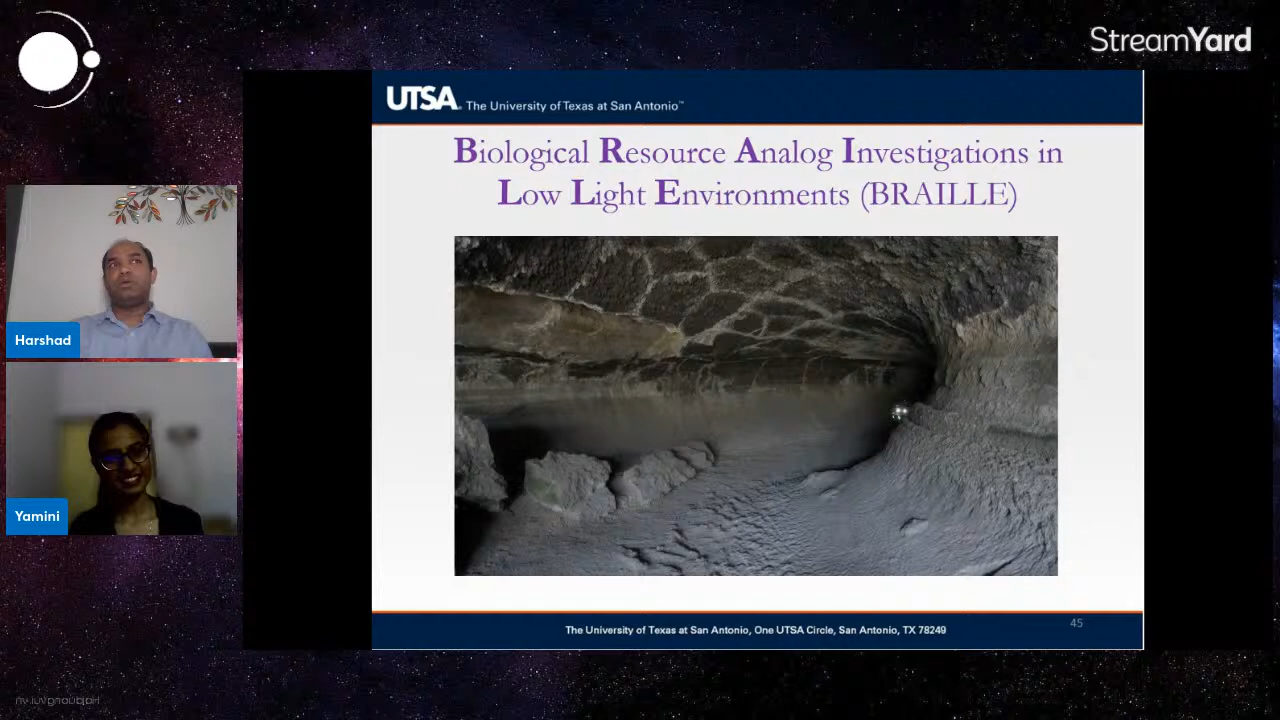 StreamYard
UTSA. The University of Texas at San Antonio™
Biological Resource Analog Investigations in
Low Light Environments (BRAILLE)
Harshad
Yamini
The University of Texas at San Antonio, One UTSA Circle, San Antonio, TX 78249
45